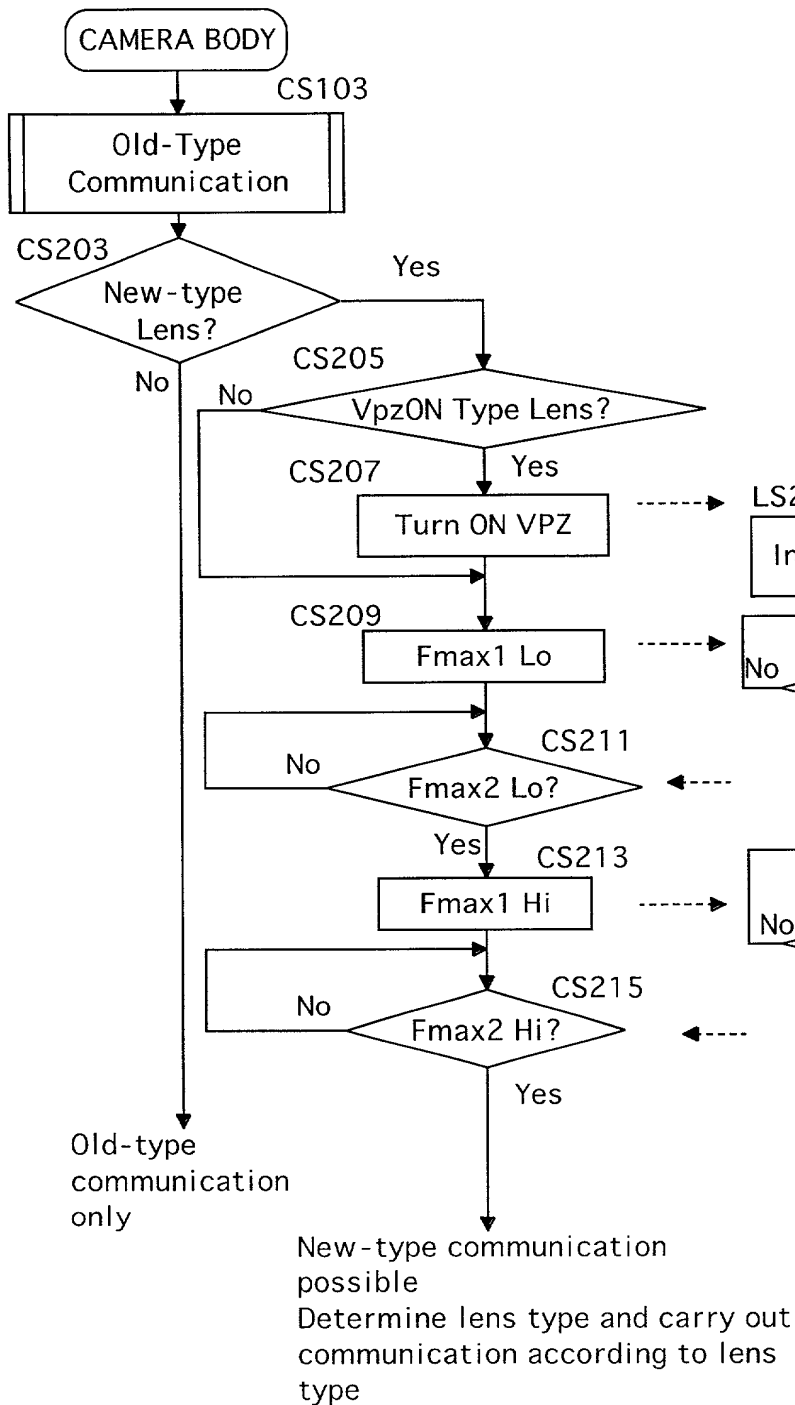 CAMERA BODY
CS103
Old-Type
Communication
CS203
New-type
Lens?
Yes
No
CS205
No
VpzON Type Lens?
CS207
Yes
Turn ON VPZ
LS2
In
CS209
Fmax1 Lo
No
CS211
No
Fmax2 Lo?
Yes
CS213
Fmax1 Hi
No
CS215
No
Fmax2 Hi?
Yes
Old-type
communication
only
New-type communication
possible
Determine lens type and carry out
communication according to lens
type